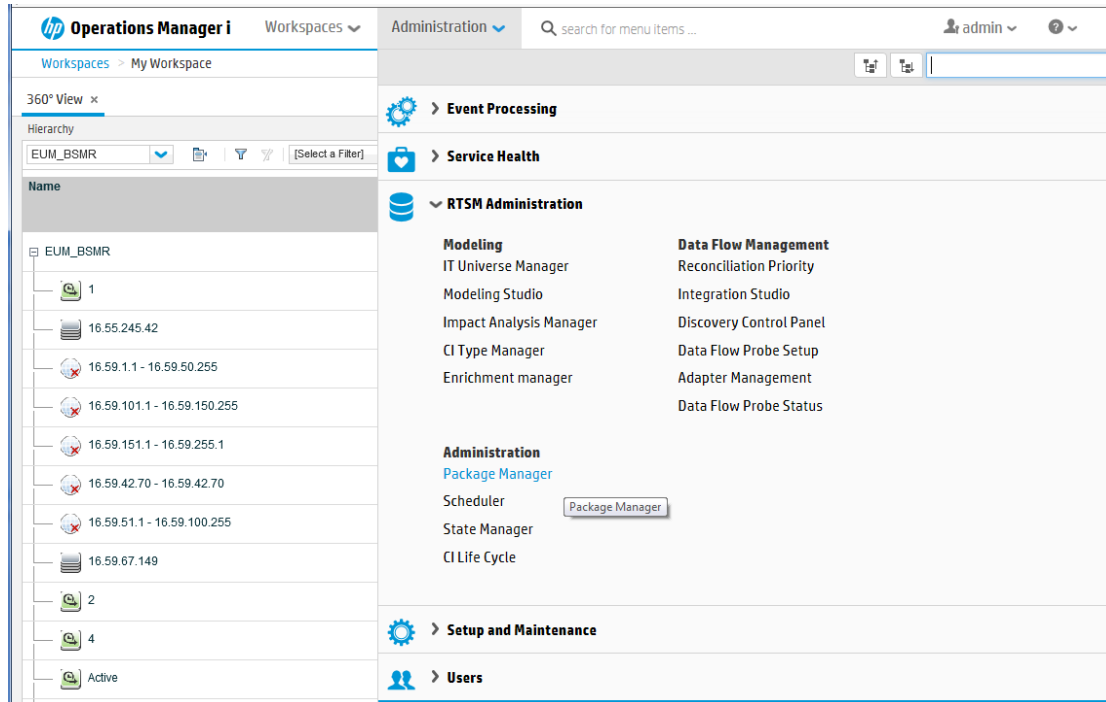 hp Operations Manager i Workspaces Administration search for menu items ... admin ?
Workspaces > My Workspace
360° View ×
Hierarchy
EUM_BSMR [Select a Filter]
Name
EUM_BSMR
1
16.55.245.42
16.59.1.1 - 16.59.50.255
16.59.101.1 - 16.59.150.255
16.59.151.1 - 16.59.255.1
16.59.42.70 - 16.59.42.70
16.59.51.1 - 16.59.100.255
16.59.67.149
2
4
Active
Event Processing
Service Health
RTSM Administration
Modeling
IT Universe Manager
Modeling Studio
Impact Analysis Manager
CI Type Manager
Enrichment manager
Data Flow Management
Reconciliation Priority
Integration Studio
Discovery Control Panel
Data Flow Probe Setup
Adapter Management
Data Flow Probe Status
Administration
Package Manager
Scheduler
Package Manager
State Manager
CI Life Cycle
Setup and Maintenance
Users